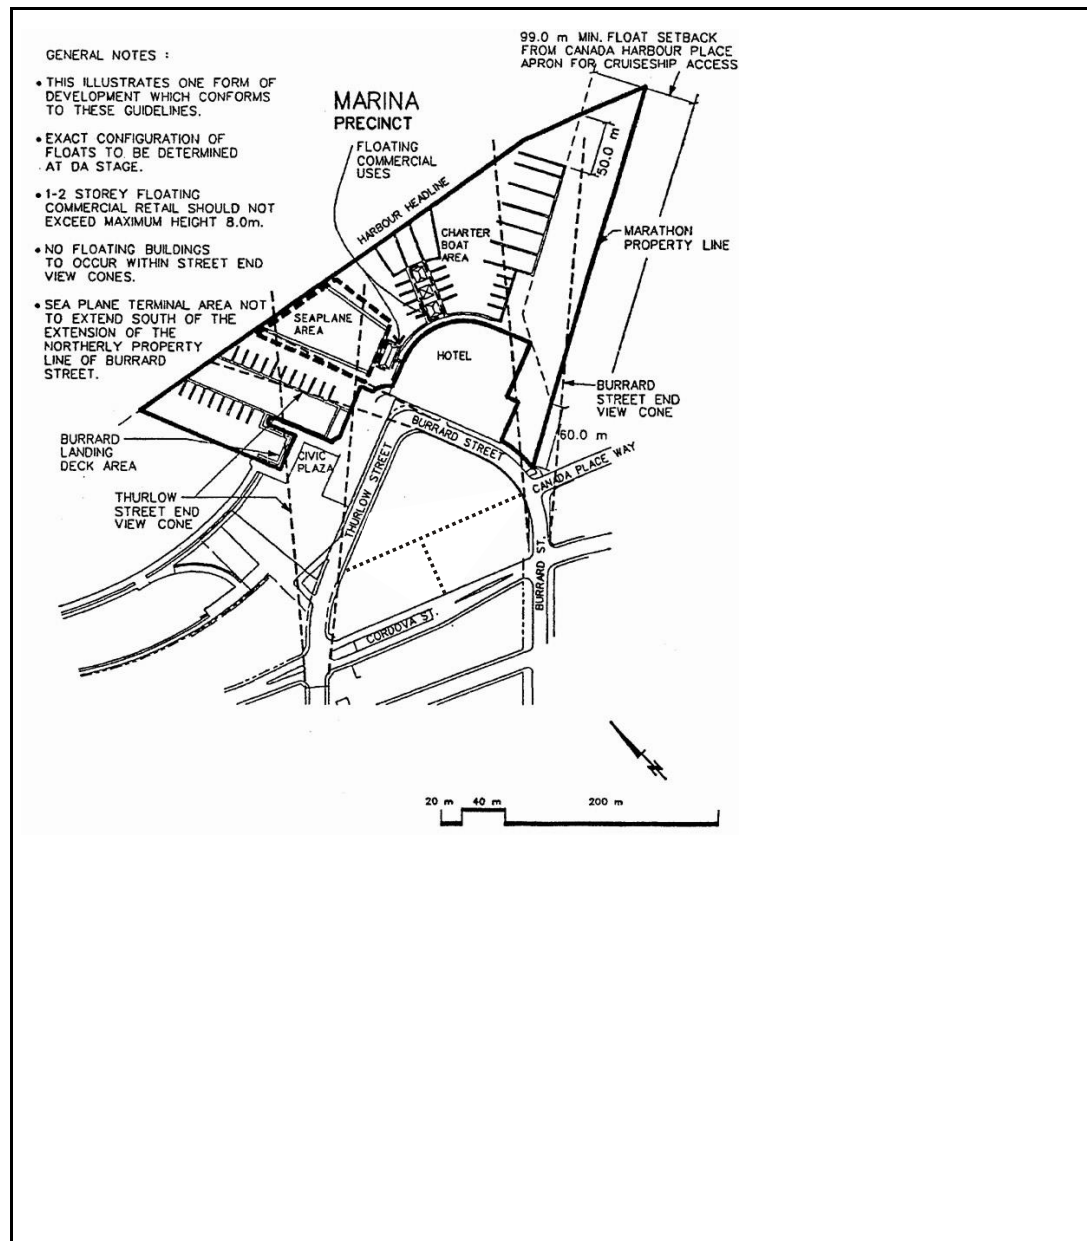 GENERAL NOTES :
• THIS ILLUSTRATES ONE FORM OF
DEVELOPMENT WHICH CONFORMS
TO THESE GUIDELINES.
• EXACT CONFIGURATION OF
FLOATS TO BE DETERMINED
AT DA STAGE.
• 1-2 STOREY FLOATING
COMMERCIAL RETAIL SHOULD NOT
EXCEED MAXIMUM HEIGHT 8.0m.
• NO FLOATING BUILDINGS
TO OCCUR WITHIN STREET END
VIEW CONES.
• SEA PLANE TERMINAL AREA NOT
TO EXTEND SOUTH OF THE
EXTENSION OF THE
NORTHERLY PROPERTY
LINE OF BURRARD
STREET.
99.0 m MIN. FLOAT SETBACK
FROM CANADA HARBOUR PLACE
APRON FOR CRUISESHIP ACCESS
MARINA
PRECINCT
FLOATING
COMMERCIAL
USES
50.0 m
HARBOUR HEADLINE
CHARTER
BOAT
AREA
MARATHON
PROPERTY LINE
SEAPLANE
AREA
HOTEL
BURRARD
STREET END
VIEW CONE
60.0 m
BURRARD STREET
CANADA PLACE WAY
BURRARD
LANDING
DECK AREA
CIVIC
PLAZA
THURLOW STREET
THURLOW
STREET END
VIEW CONE
BURRARD ST.
CORDOVA ST.
N
20 m 40 m 200 m